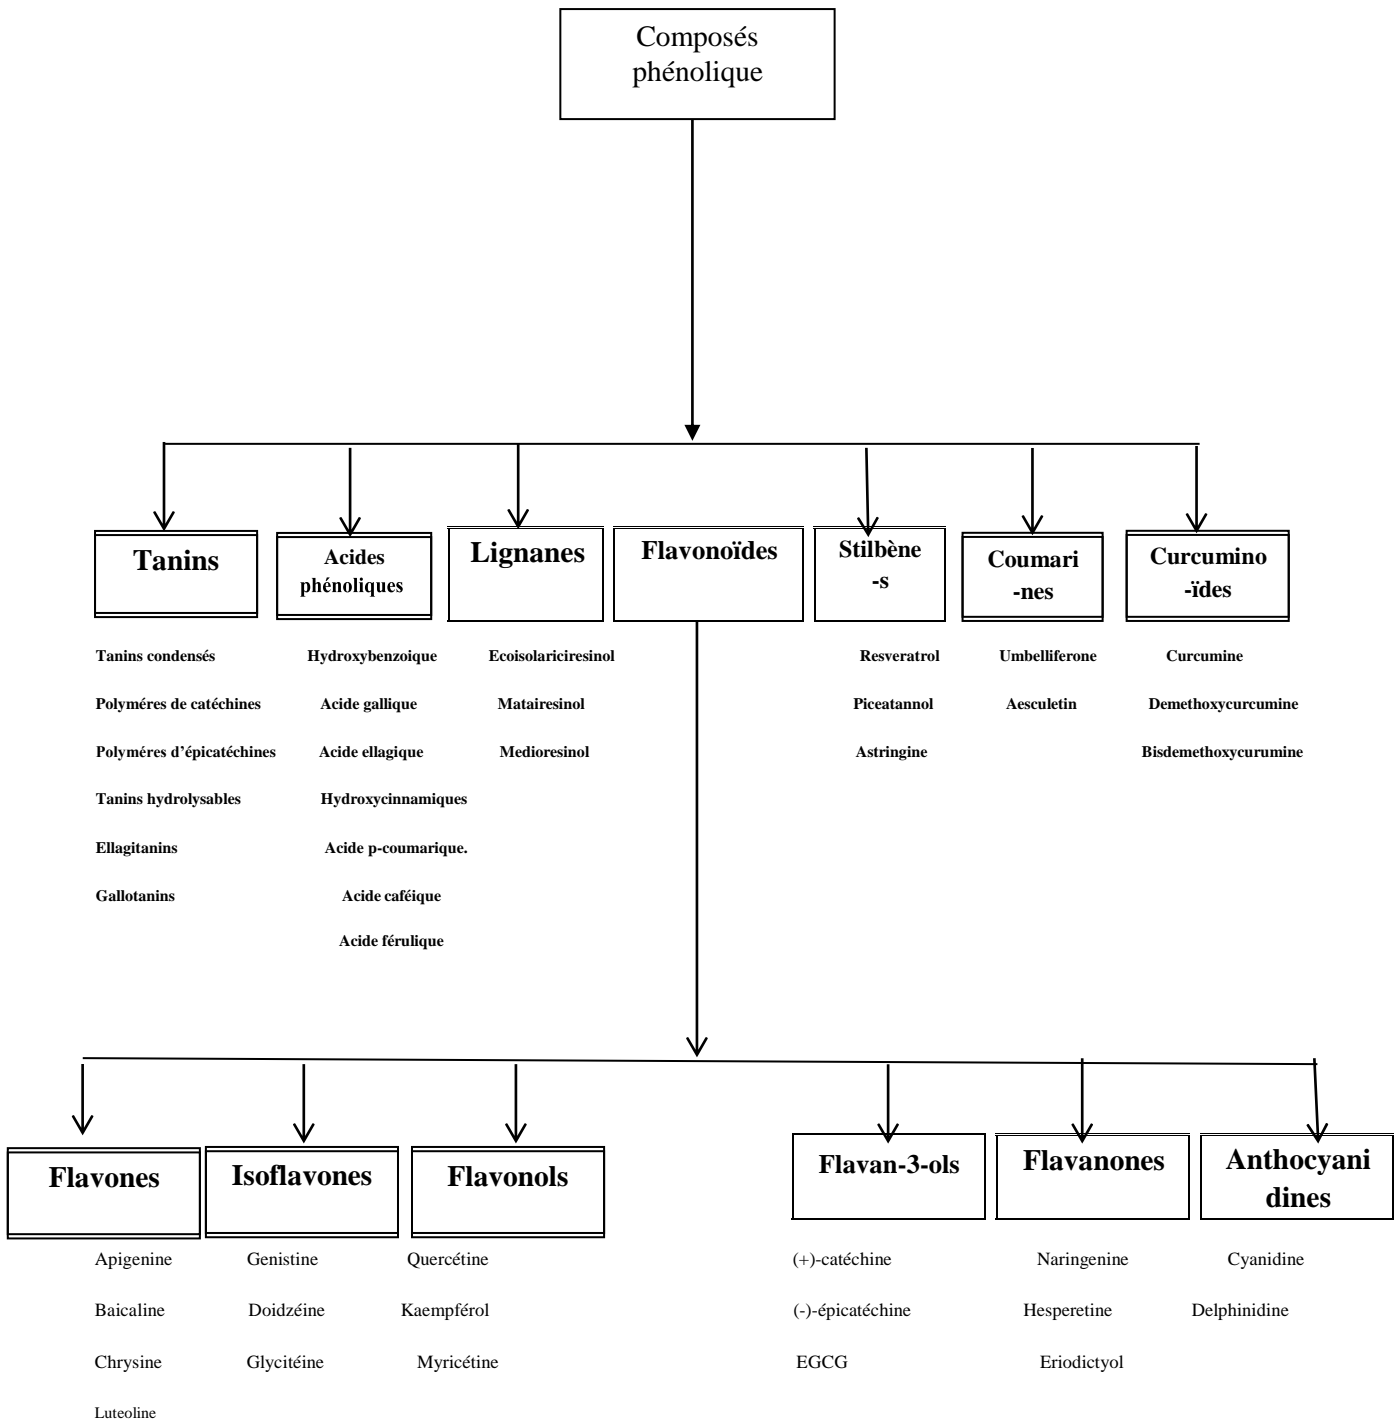 Composés
phénolique
Tanins
Acides
phénoliques
Lignanes
Flavonoïdes
Stilbène
-s
Coumari
-nes
Curcumino
-ïdes
Tanins condensés Hydroxybenzoique Ecoisolariciresinol Resveratrol Umbelliferone Curcumine
Polyméres de catéchines Acide gallique Matairesinol Piceatannol Aesculetin Demethoxycurcumine
Polyméres d’épicatéchines Acide ellagique Medioresinol Astringine Bisdemethoxycurumine
Tanins hydrolysables Hydroxycinnamiques
Ellagitanins Acide p-coumarique.
Gallotanins Acide caféique
Acide férulique
Flavones
Isoflavones
Flavonols
Flavan-3-ols
Flavanones
Anthocyani
dines
Apigenine Genistine Quercétine (+)-catéchine Naringenine Cyanidine
Baicaline Doidzéine Kaempférol (-)-épicatéchine Hesperetine Delphinidine
Chrysine Glycitéine Myricétine EGCG Eriodictyol
Luteoline